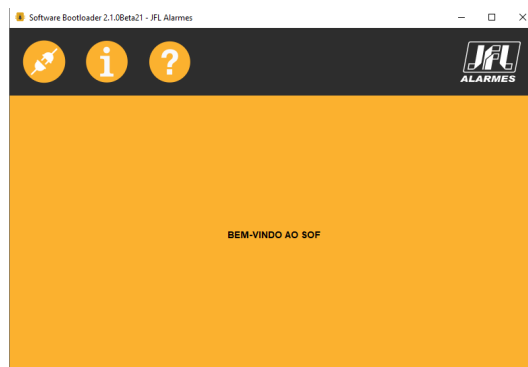 Software Bootloader 2.1.0Beta21 - JFL Alarmes
i
?
JFL
ALARMES
BEM-VINDO AO SOF